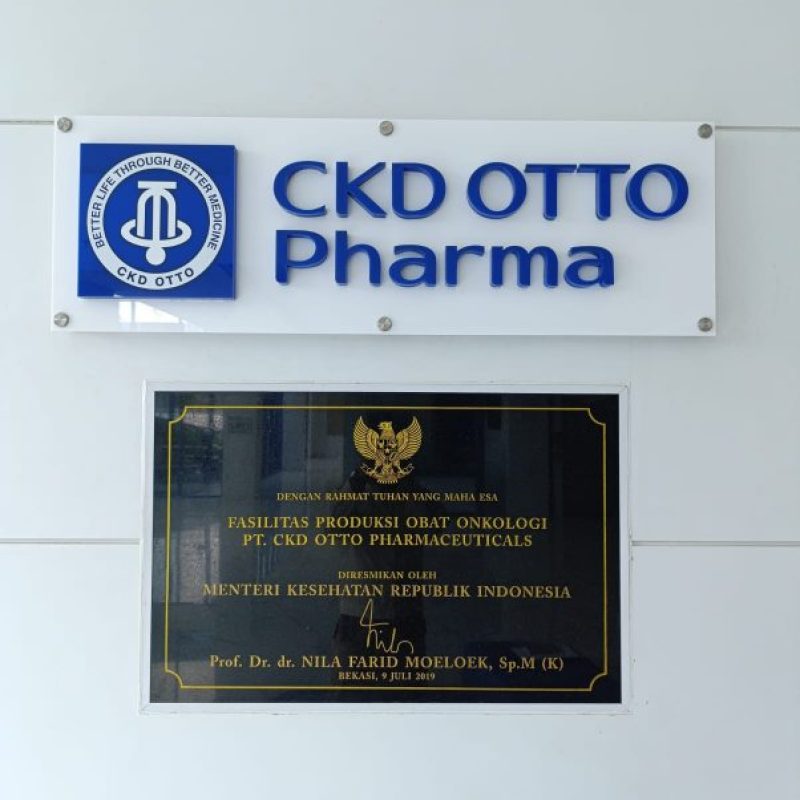 BETTER LIFE THROUGH BETTER MEDICINE
CKD OTTO
CKD OTTO
Pharma
DENGAN RAHMAT TUHAN YANG MAHA ESA
FASILITAS PRODUKSI OBAT ONKOLOGI
PT. CKD OTTO PHARMACEUTICALS
DIRESMIKAN OLEH
MENTERI KESEHATAN REPUBLIK INDONESIA
Prof. Dr. dr. NILA FARID MOELOEK, Sp.M (K)
BEKASI, 9 JULI 2019